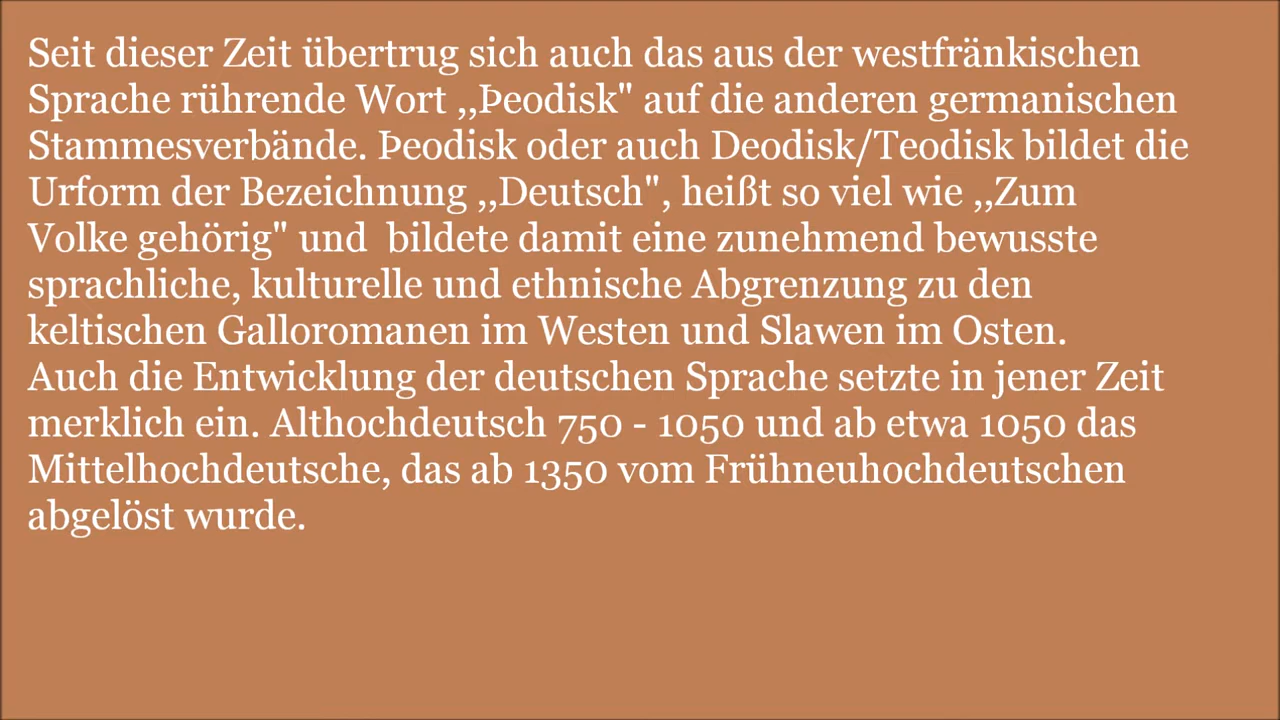 Seit dieser Zeit übertrug sich auch das aus der westfränkischen
Sprache rührende Wort ,,Þeodisk" auf die anderen germanischen
Stammesverbände. Þeodisk oder auch Deodisk/Teodisk bildet die
Urform der Bezeichnung ,,Deutsch", heißt so viel wie ,,Zum
Volke gehörig" und  bildete damit eine zunehmend bewusste
sprachliche, kulturelle und ethnische Abgrenzung zu den
keltischen Galloromanen im Westen und Slawen im Osten.
Auch die Entwicklung der deutschen Sprache setzte in jener Zeit
merklich ein. Althochdeutsch 750 - 1050 und ab etwa 1050 das
Mittelhochdeutsche, das ab 1350 vom Frühneuhochdeutschen
abgelöst wurde.